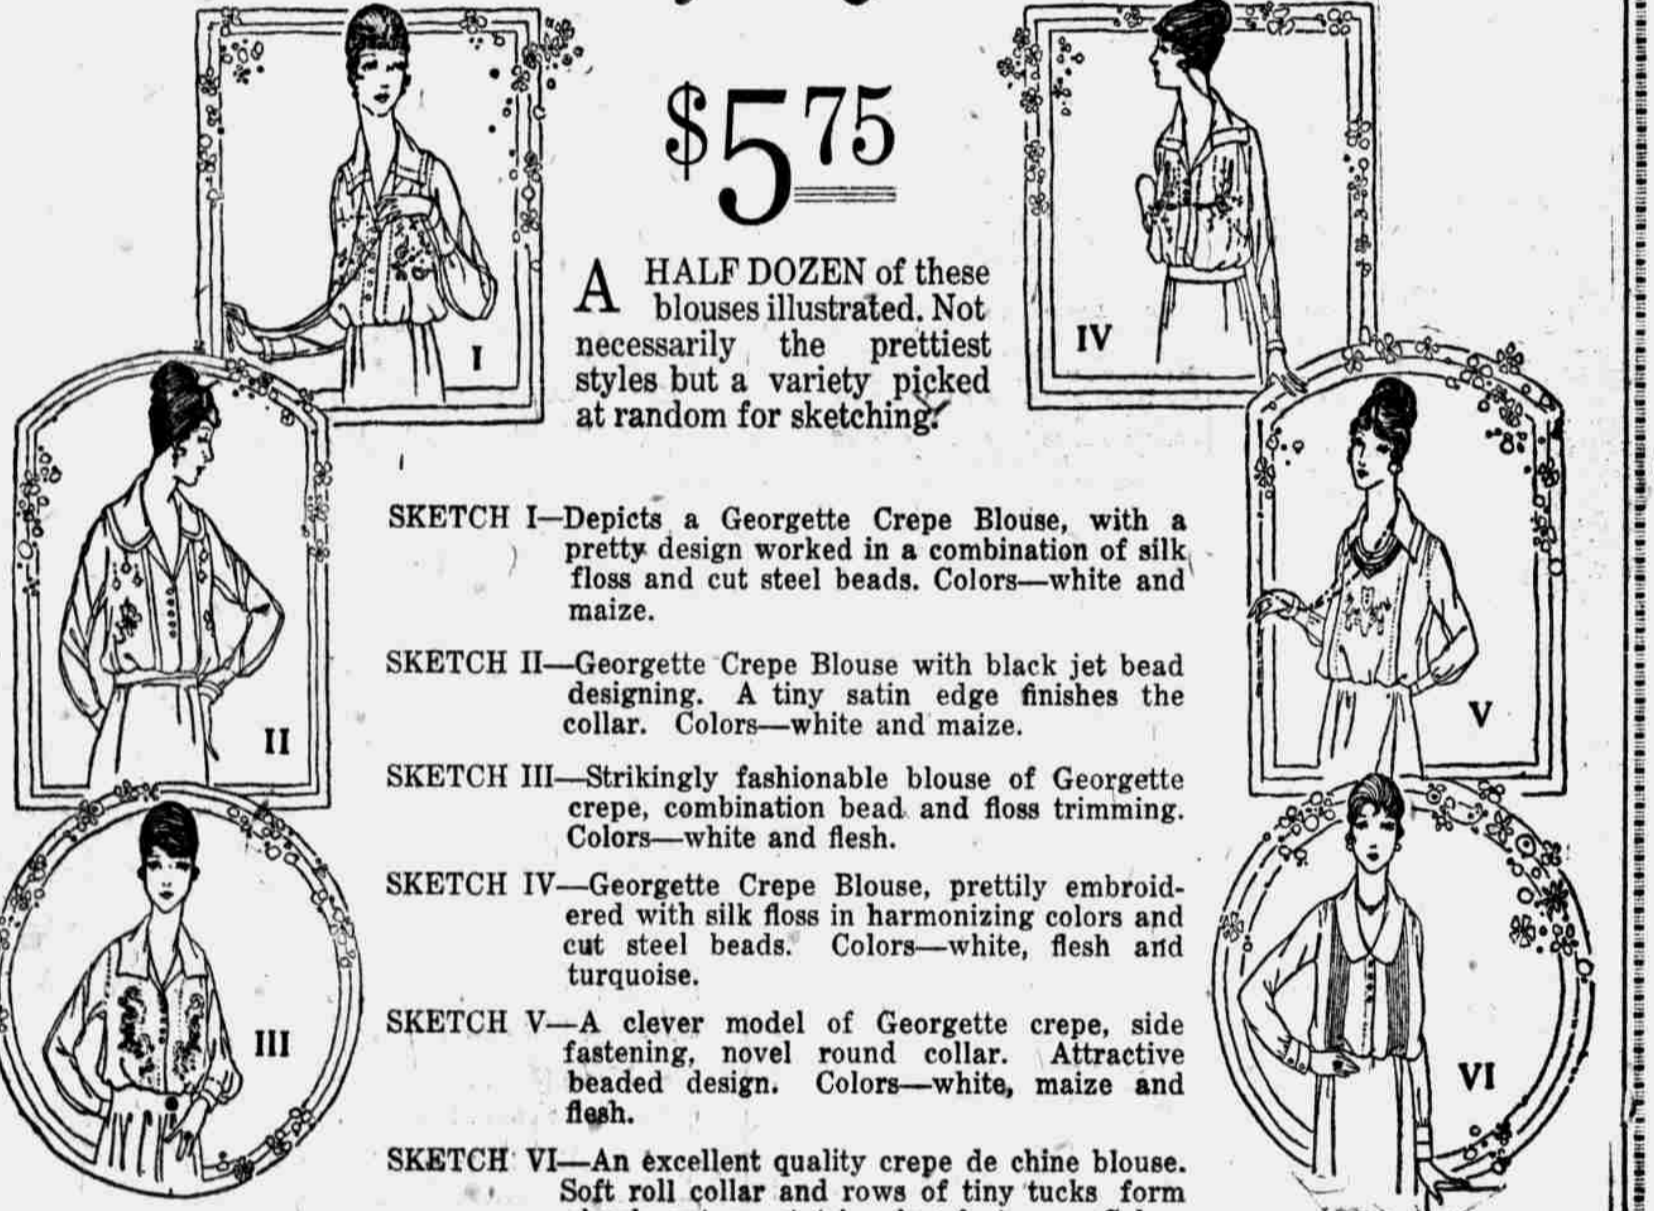 $5 75
A HALF DOZEN of these
blouses illustrated. Not
necessarily the prettiest
styles but a variety picked
at random for sketching.
I
IV
II
V
III
VI
SKETCH I—Depicts a Georgette Crepe Blouse, with a
pretty design worked in a combination of silk
floss and cut steel beads. Colors—white and
maize.
SKETCH II—Georgette Crepe Blouse with black jet bead
designing. A tiny satin edge finishes the
collar. Colors—white and maize.
SKETCH III—Strikingly fashionable blouse of Georgette
crepe, combination bead and floss trimming.
Colors—white and flesh.
SKETCH IV—Georgette Crepe Blouse, prettily embroid-
ered with silk floss in harmonizing colors and
cut steel beads. Colors—white, flesh and
turquoise.
SKETCH V—A clever model of Georgette crepe, side
fastening, novel round collar. Attractive
beaded design. Colors—white, maize and
flesh.
SKETCH VI—An excellent quality crepe de chine blouse.
Soft roll collar and rows of tiny tucks form